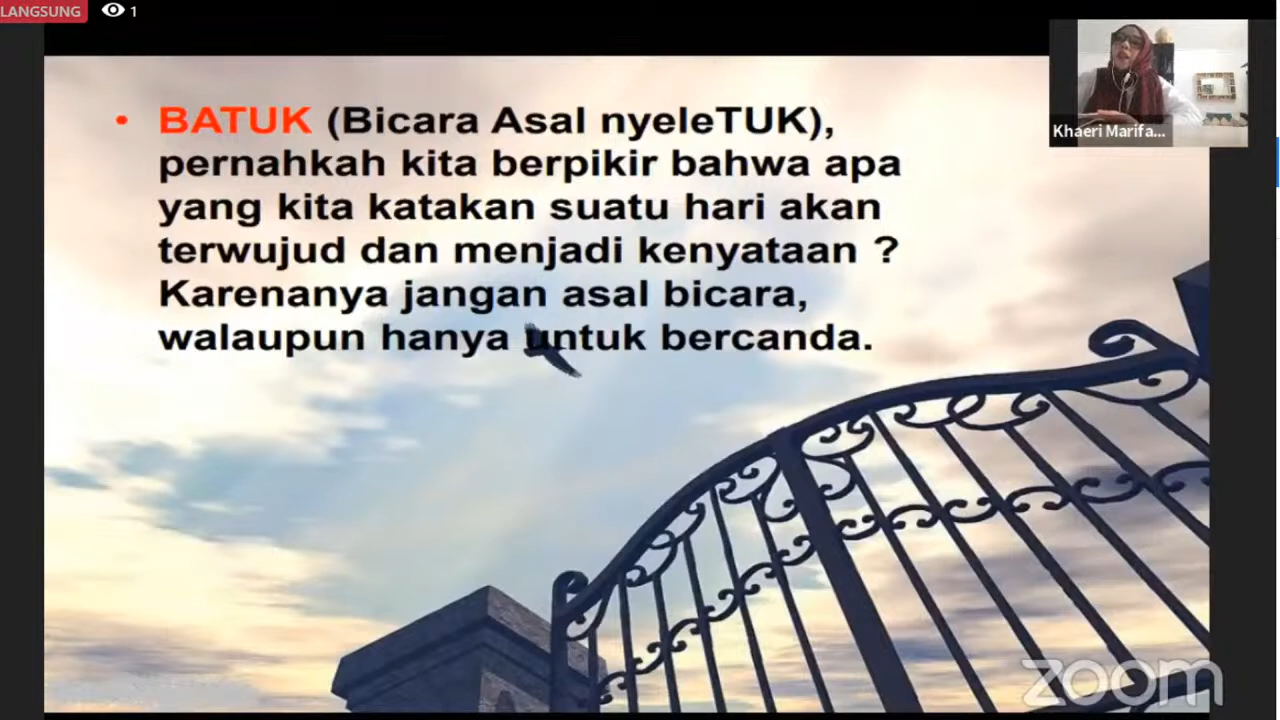 LANGSUNG 1
Khaeri Marifa...
• BATUK (Bicara Asal nyeleTUK),
pernahkah kita berpikir bahwa apa
yang kita katakan suatu hari akan
terwujud dan menjadi kenyataan ?
Karenanya jangan asal bicara,
walaupun hanya untuk bercanda.
zoom